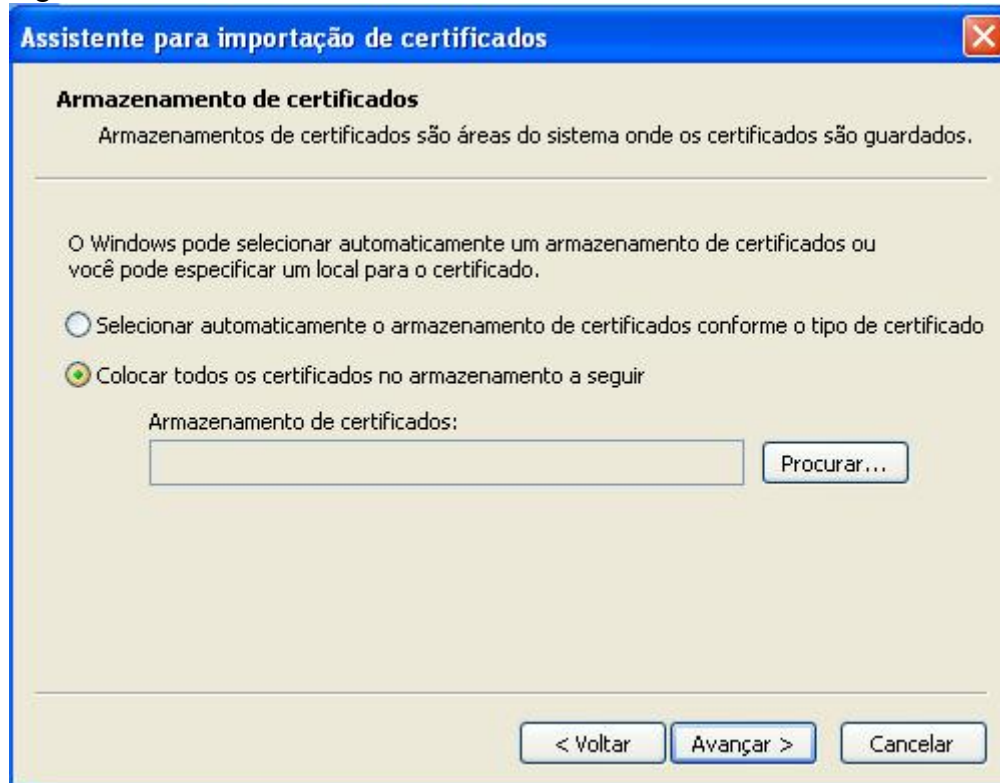 Assistente para importação de certificados
Armazenamento de certificados
Armazenamentos de certificados são áreas do sistema onde os certificados são guardados.
O Windows pode selecionar automaticamente um armazenamento de certificados ou
você pode especificar um local para o certificado.
Selecionar automaticamente o armazenamento de certificados conforme o tipo de certificado
Colocar todos os certificados no armazenamento a seguir
Armazenamento de certificados:
Procurar...
< Voltar Avançar > Cancelar